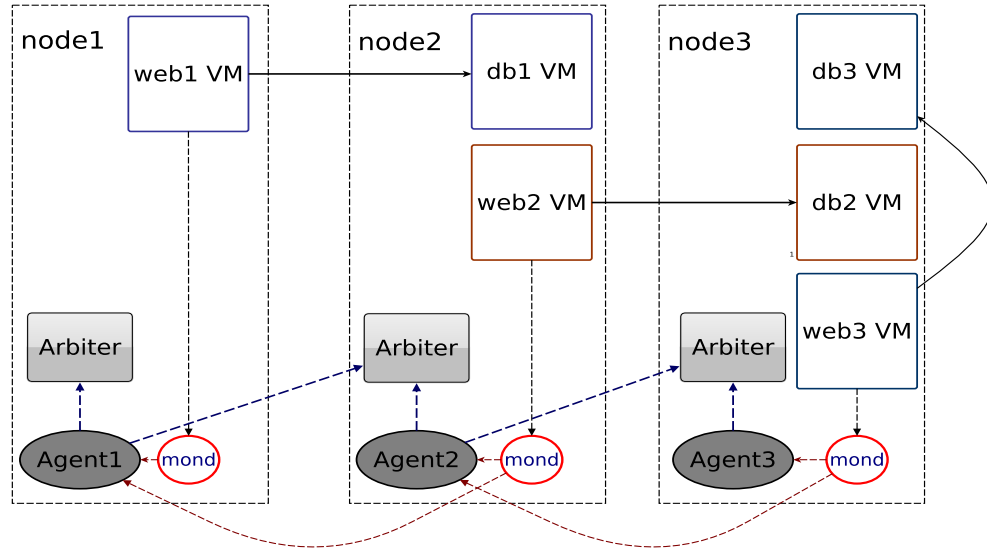 node1
web1 VM
Arbiter
Agent1
mond
node2
db1 VM
web2 VM
Arbiter
Agent2
mond
node3
db3 VM
db2 VM
1
web3 VM
Arbiter
Agent3
mond